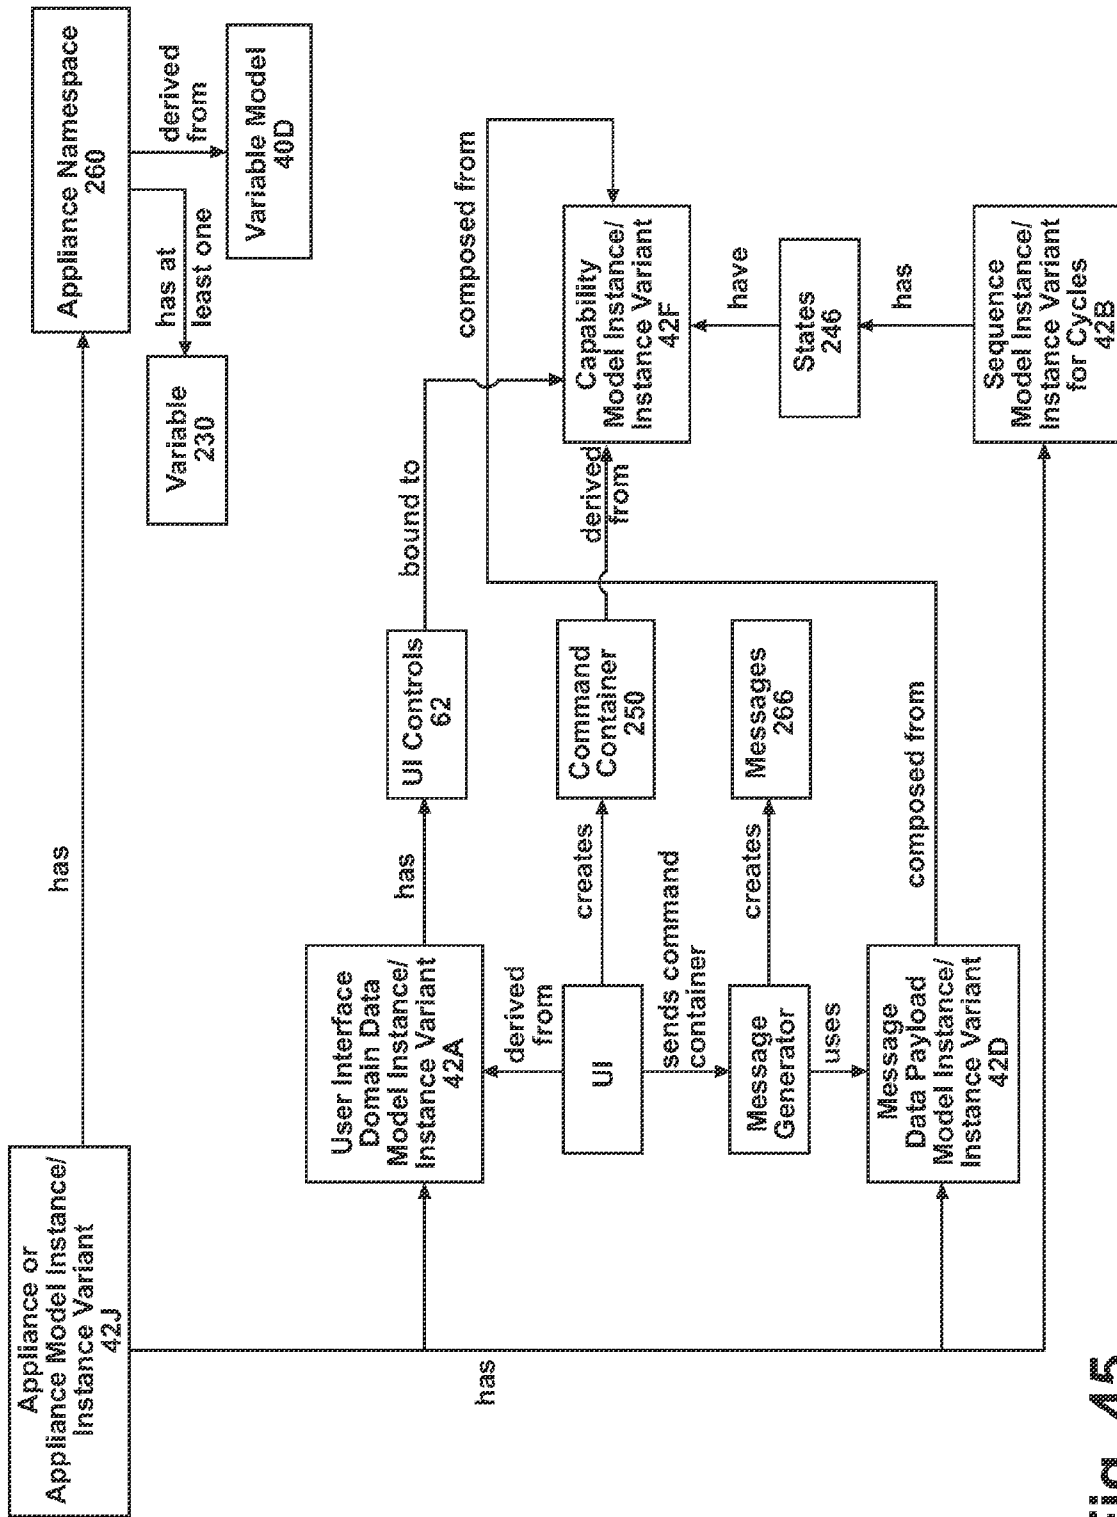 Appliance or
Appliance Model Instance/
Instance Variant
42J
has
Appliance Namespace
260
has at
least one
derived
from
Variable
230
Variable Model
40D
has
User Interface
Domain Data
Model Instance/
Instance Variant
42A
has
UI Controls
62
bound to
derived
from
UI
creates
Command
Container
250
derived
from
composed from
Capability
Model Instance/
Instance Variant
42F
sends command
container
Message
Generator
creates
Messages
266
uses
Message
Data Payload
Model Instance/
Instance Variant
42D
composed from
have
States
246
has
Sequence
Model Instance/
Instance Variant
for Cycles
42B
Fig. 45